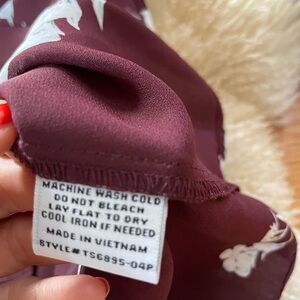 MACHINE WASH COLD
DO NOT BLEACH
LAY FLAT TO DRY
COOL IRON IF NEEDED
MADE IN VIETNAM
STYLE#TS6895-04P